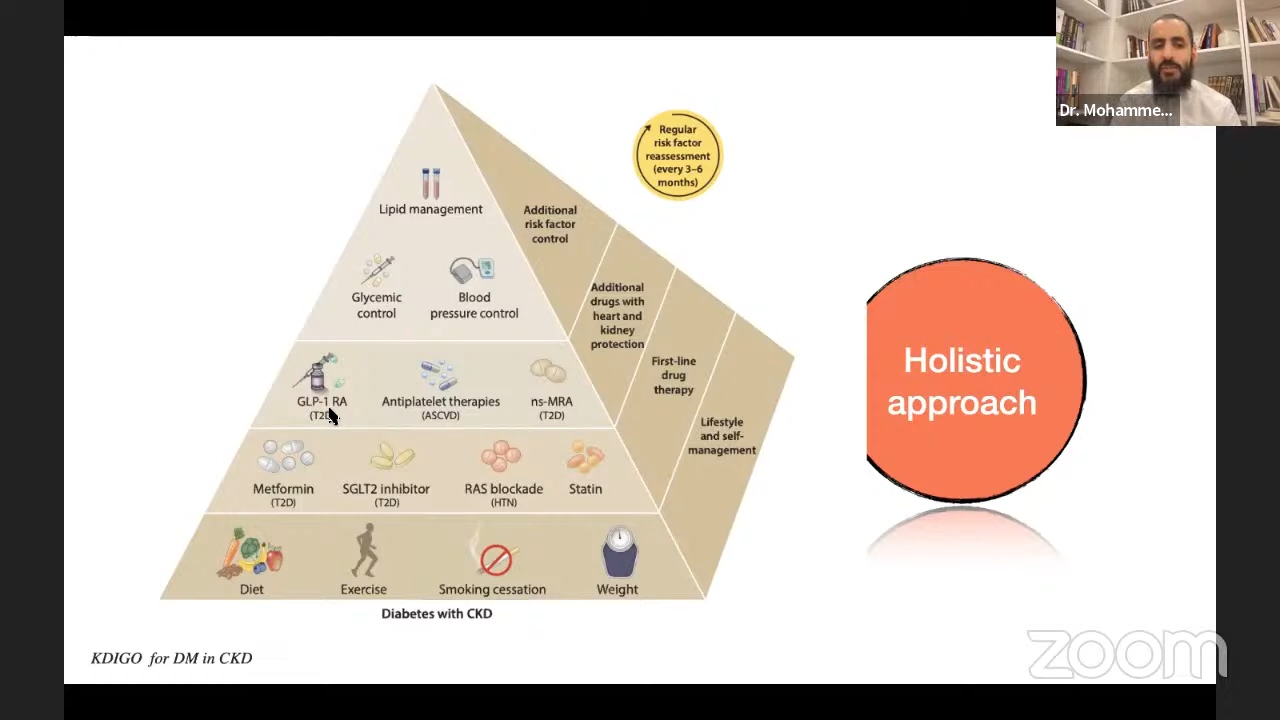 Dr. Mohamme...
Regular
risk factor
reassessment
(every 3–6
months)
Lipid management
Additional
risk factor
control
Glycemic
control
Blood
pressure control
Additional
drugs with
heart and
kidney
protection
GLP-1 RA
(T2D)
Antiplatelet therapies
(ASCVD)
ns-MRA
(T2D)
First-line
drug
therapy
Metformin
(T2D)
SGLT2 inhibitor
(T2D)
RAS blockade
(HTN)
Statin
Lifestyle
and self-
management
Diet
Exercise
Smoking cessation
Weight
Diabetes with CKD
Holistic
approach
KDIGO for DM in CKD
zoom